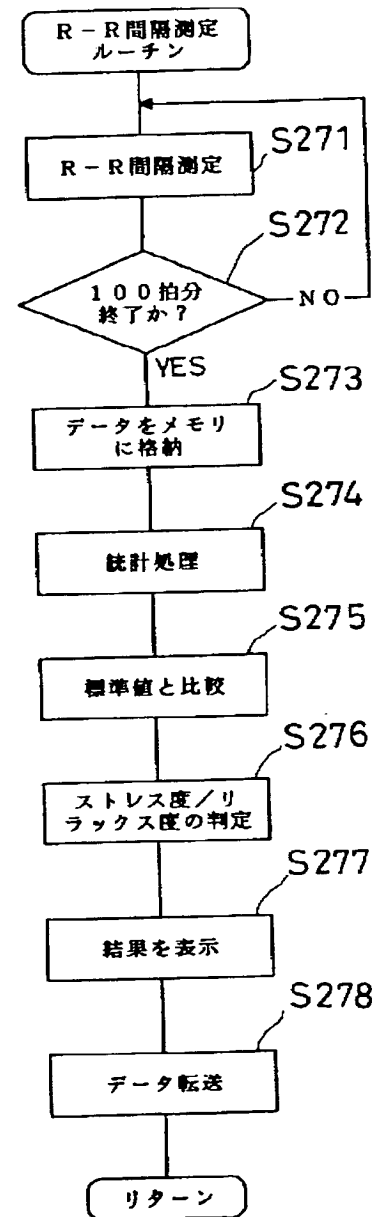 R－R間隔測定
ルーチン
S271
R－R間隔測定
S272
100拍分
終了か？
NO
YES
S273
データをメモリ
に格納
S274
統計処理
S275
標準値と比較
S276
ストレス度／リ
ラックス度の判定
S277
結果を表示
S278
データ転送
リターン